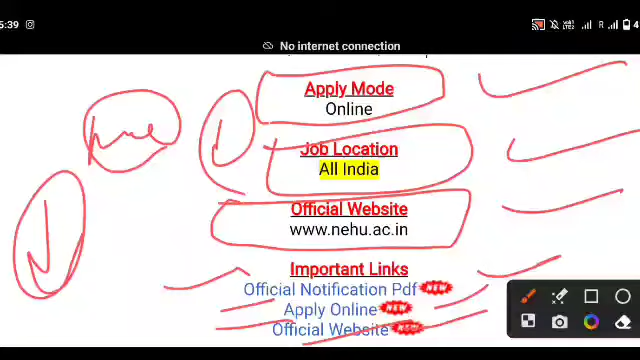 5:39
No internet connection
Apply Mode
Online
Job Location
All India
Official Website
www.nehu.ac.in
Important Links
Official Notification Pdf NEW
Apply Online NEW
Official Website NEW